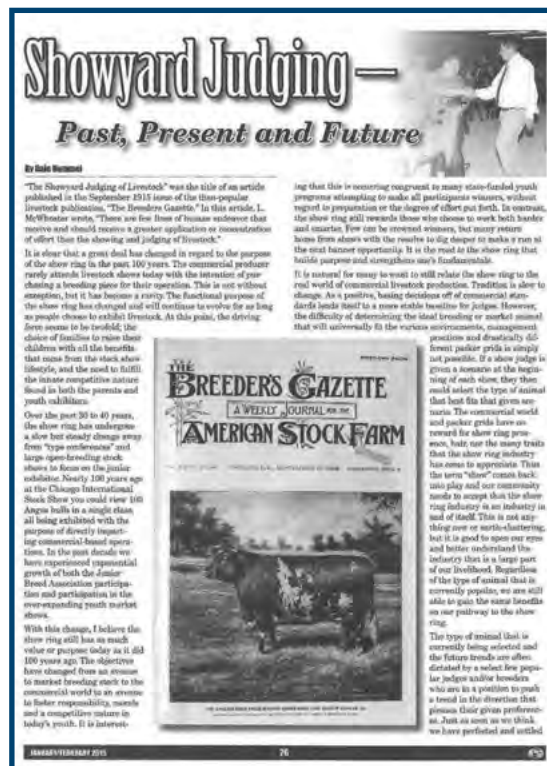 Showyard Judging —
Past, Present and Future
By Dale Hummel
"The Showyard Judging of Livestock" was the title of an article
published in the September 1915 issue of the then-popular
livestock publication, "The Breeders Gazette." In this article, L.
McWhorter wrote, "There are few lines of human endeavor that
receive and should receive a greater application or concentration
of effort than the showing and judging of livestock."
It is clear that a great deal has changed in regard to the purpose
of the show ring in the past 100 years. The commercial producer
rarely attends livestock shows today with the intention of pur-
chasing a breeding piece for their operation. This is not without
exception, but it has become a rarity. The functional purpose of
the show ring has changed and will continue to evolve for as long
as people choose to exhibit livestock. At this point, the driving
force seems to be twofold; the
choice of families to raise their
children with all the benefits
that come from the stock show
lifestyle, and the need to fulfill
the innate competitive nature
found in both the parents and
youth exhibitors.
Over the past 30 to 40 years,
the show ring has undergone
a slow but steady change away
from "type conferences" and
large open-breeding stock
shows to focus on the junior
exhibitor. Nearly 100 years ago
at the Chicago International
Stock Show you could view 100
Angus bulls in a single class,
all being exhibited with the
purpose of directly impact-
ing commercial-based opera-
tions. In the past decade we
have experienced exponential
growth of both the Junior
Breed Association participa-
tion and participation in the
ever-expanding youth market
shows.
With this change, I believe the
show ring still has as much
value or purpose today as it did
100 years ago. The objectives
have changed from an avenue
to market breeding stock to the
commercial world to an avenue
to foster responsibility, morals
and a competitive nature in
today's youth. It is interest-
ing that this is occurring congruent to many state-funded youth
programs attempting to make all participants winners, without
regard to preparation or the degree of effort put forth. In contrast,
the show ring still rewards those who choose to work both harder
and smarter. Few can be crowned winners, but many return
home from shows with the resolve to dig deeper to make a run at
the next banner opportunity. It is the road to the show ring that
builds purpose and strengthens one's fundamentals.
It is natural for many to want to still relate the show ring to the
real world of commercial livestock production. Tradition is slow to
change. As a positive, basing decisions off of commercial stan-
dards lends itself to a more stable baseline for judges. However,
the difficulty of determining the ideal breeding or market animal
that will universally fit the various environments, management
practices and drastically dif-
ferent packer grids is simply
not possible. If a show judge is
given a scenario at the begin-
ning of each show, they then
could select the type of animal
that best fits that given sce-
nario. The commercial world
and packer grids have no
reward for show ring pres-
ence, hair, nor the many traits
that the show ring industry
has come to appreciate. Thus
the term "show" comes back
into play and our community
needs to accept that the show
ring industry is an industry in
and of itself. This is not any-
thing new or earth-shattering,
but it is good to open our eyes
and better understand the
industry that is a large part
of our livelihood. Regardless
of the type of animal that is
currently popular, we are still
able to gain the same benefits
on our pathway to the show
ring.
The type of animal that is
currently being selected and
the future trends are often
dictated by a select few popu-
lar judges and/or breeders
who are in a position to push
a trend in the direction that
pleases their given preferenc-
es. Just as soon as we think
we have perfected and settled
THE
BREEDER'S GAZETTE
A WEEKLY JOURNAL FOR THE
AMERICAN STOCK FARM
JANUARY/FEBRUARY 2015
26